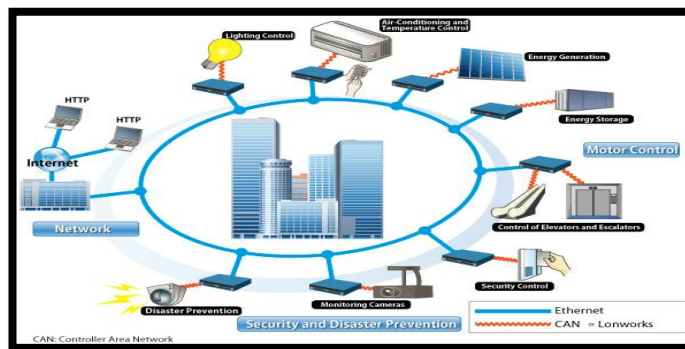 Lighting Control
Air-Conditioning and
Temperature Control
Energy Generation
Energy Storage
HTTP
HTTP
Internet
Motor Control
Network
Control of Elevators and Escalators
Security Control
Disaster Prevention
Monitoring Cameras
Security and Disaster Prevention
Ethernet
CAN or Lonworks
CAN: Controller Area Network